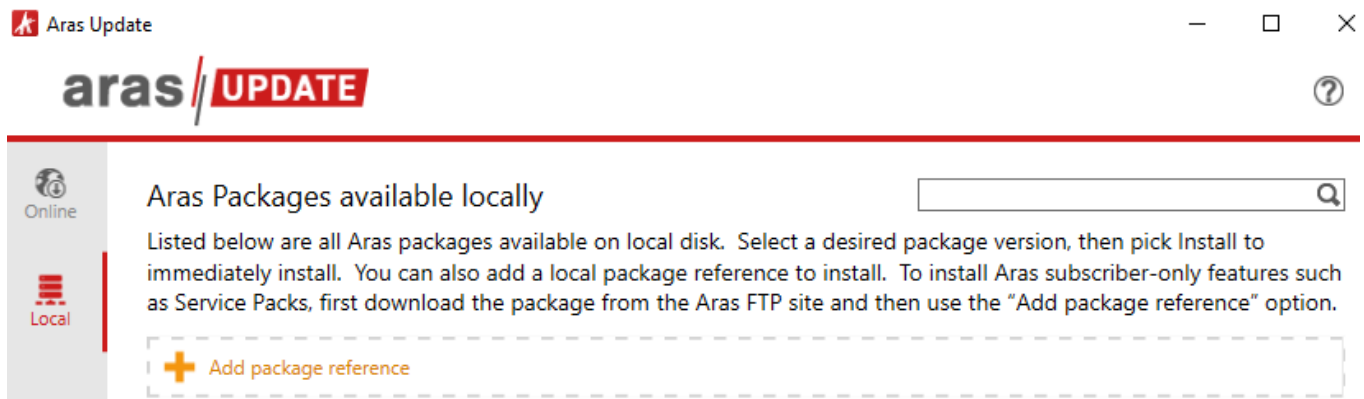 Aras Update
aras UPDATE
?
Online
Aras Packages available locally
Listed below are all Aras packages available on local disk. Select a desired package version, then pick Install to
immediately install. You can also add a local package reference to install. To install Aras subscriber-only features such
as Service Packs, first download the package from the Aras FTP site and then use the “Add package reference” option.
Local
Add package reference